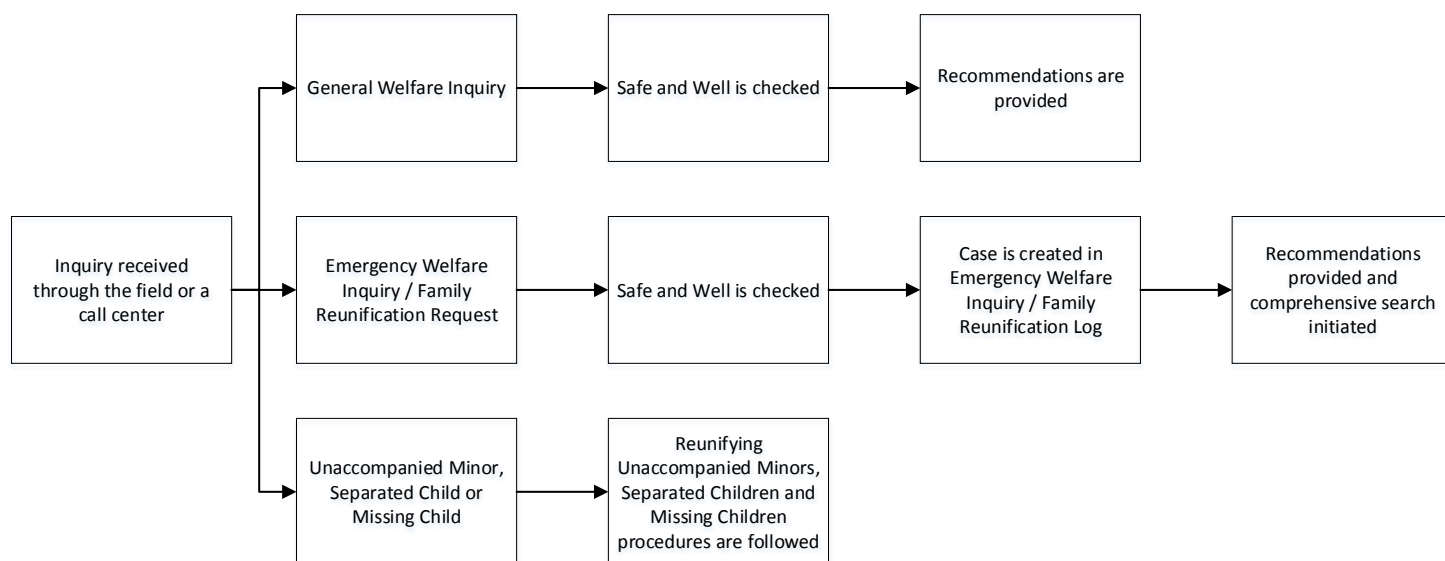 General Welfare Inquiry
Safe and Well is checked
Recommendations are
provided
Inquiry received
through the field or a
call center
Emergency Welfare
Inquiry / Family
Reunification Request
Safe and Well is checked
Case is created in
Emergency Welfare
Inquiry / Family
Reunification Log
Recommendations
provided and
comprehensive search
initiated
Unaccompanied Minor,
Separated Child or
Missing Child
Reunifying
Unaccompanied Minors,
Separated Children and
Missing Children
procedures are followed